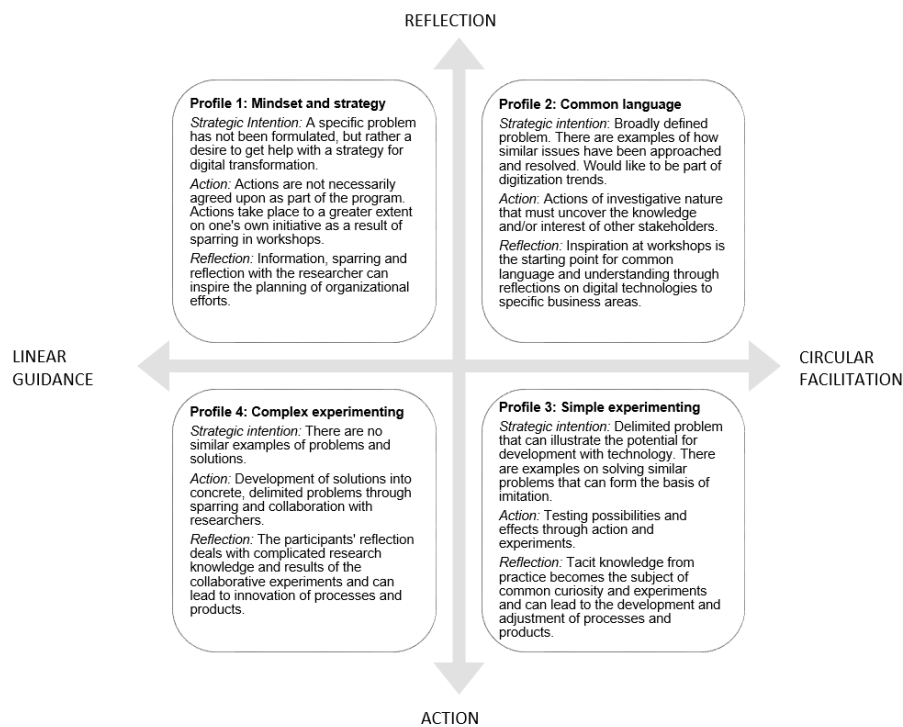 REFLECTION
Profile 1: Mindset and strategy
Strategic Intention: A specific problem
has not been formulated, but rather a
desire to get help with a strategy for
digital transformation.
Action: Actions are not necessarily
agreed upon as part of the program.
Actions take place to a greater extent
on one's own initiative as a result of
sparring in workshops.
Reflection: Information, sparring and
reflection with the researcher can
inspire the planning of organizational
efforts.
Profile 2: Common language
Strategic intention: Broadly defined
problem. There are examples of how
similar issues have been approached
and resolved. Would like to be part of
digitization trends.
Action: Actions of investigative nature
that must uncover the knowledge
and/or interest of other stakeholders.
Reflection: Inspiration at workshops is
the starting point for common
language and understanding through
reflections on digital technologies to
specific business areas.
LINEAR
GUIDANCE
CIRCULAR
FACILITATION
Profile 4: Complex experimenting
Strategic intention: There are no
similar examples of problems and
solutions.
Action: Development of solutions into
concrete, delimited problems through
sparring and collaboration with
researchers.
Reflection: The participants' reflection
deals with complicated research
knowledge and results of the
collaborative experiments and can
lead to innovation of processes and
products.
Profile 3: Simple experimenting
Strategic intention: Delimited problem
that can illustrate the potential for
development with technology. There
are examples on solving similar
problems that can form the basis of
imitation.
Action: Testing possibilities and
effects through action and
experiments.
Reflection: Tacit knowledge from
practice becomes the subject of
common curiosity and experiments
and can lead to the development and
adjustment of processes and
products.
ACTION